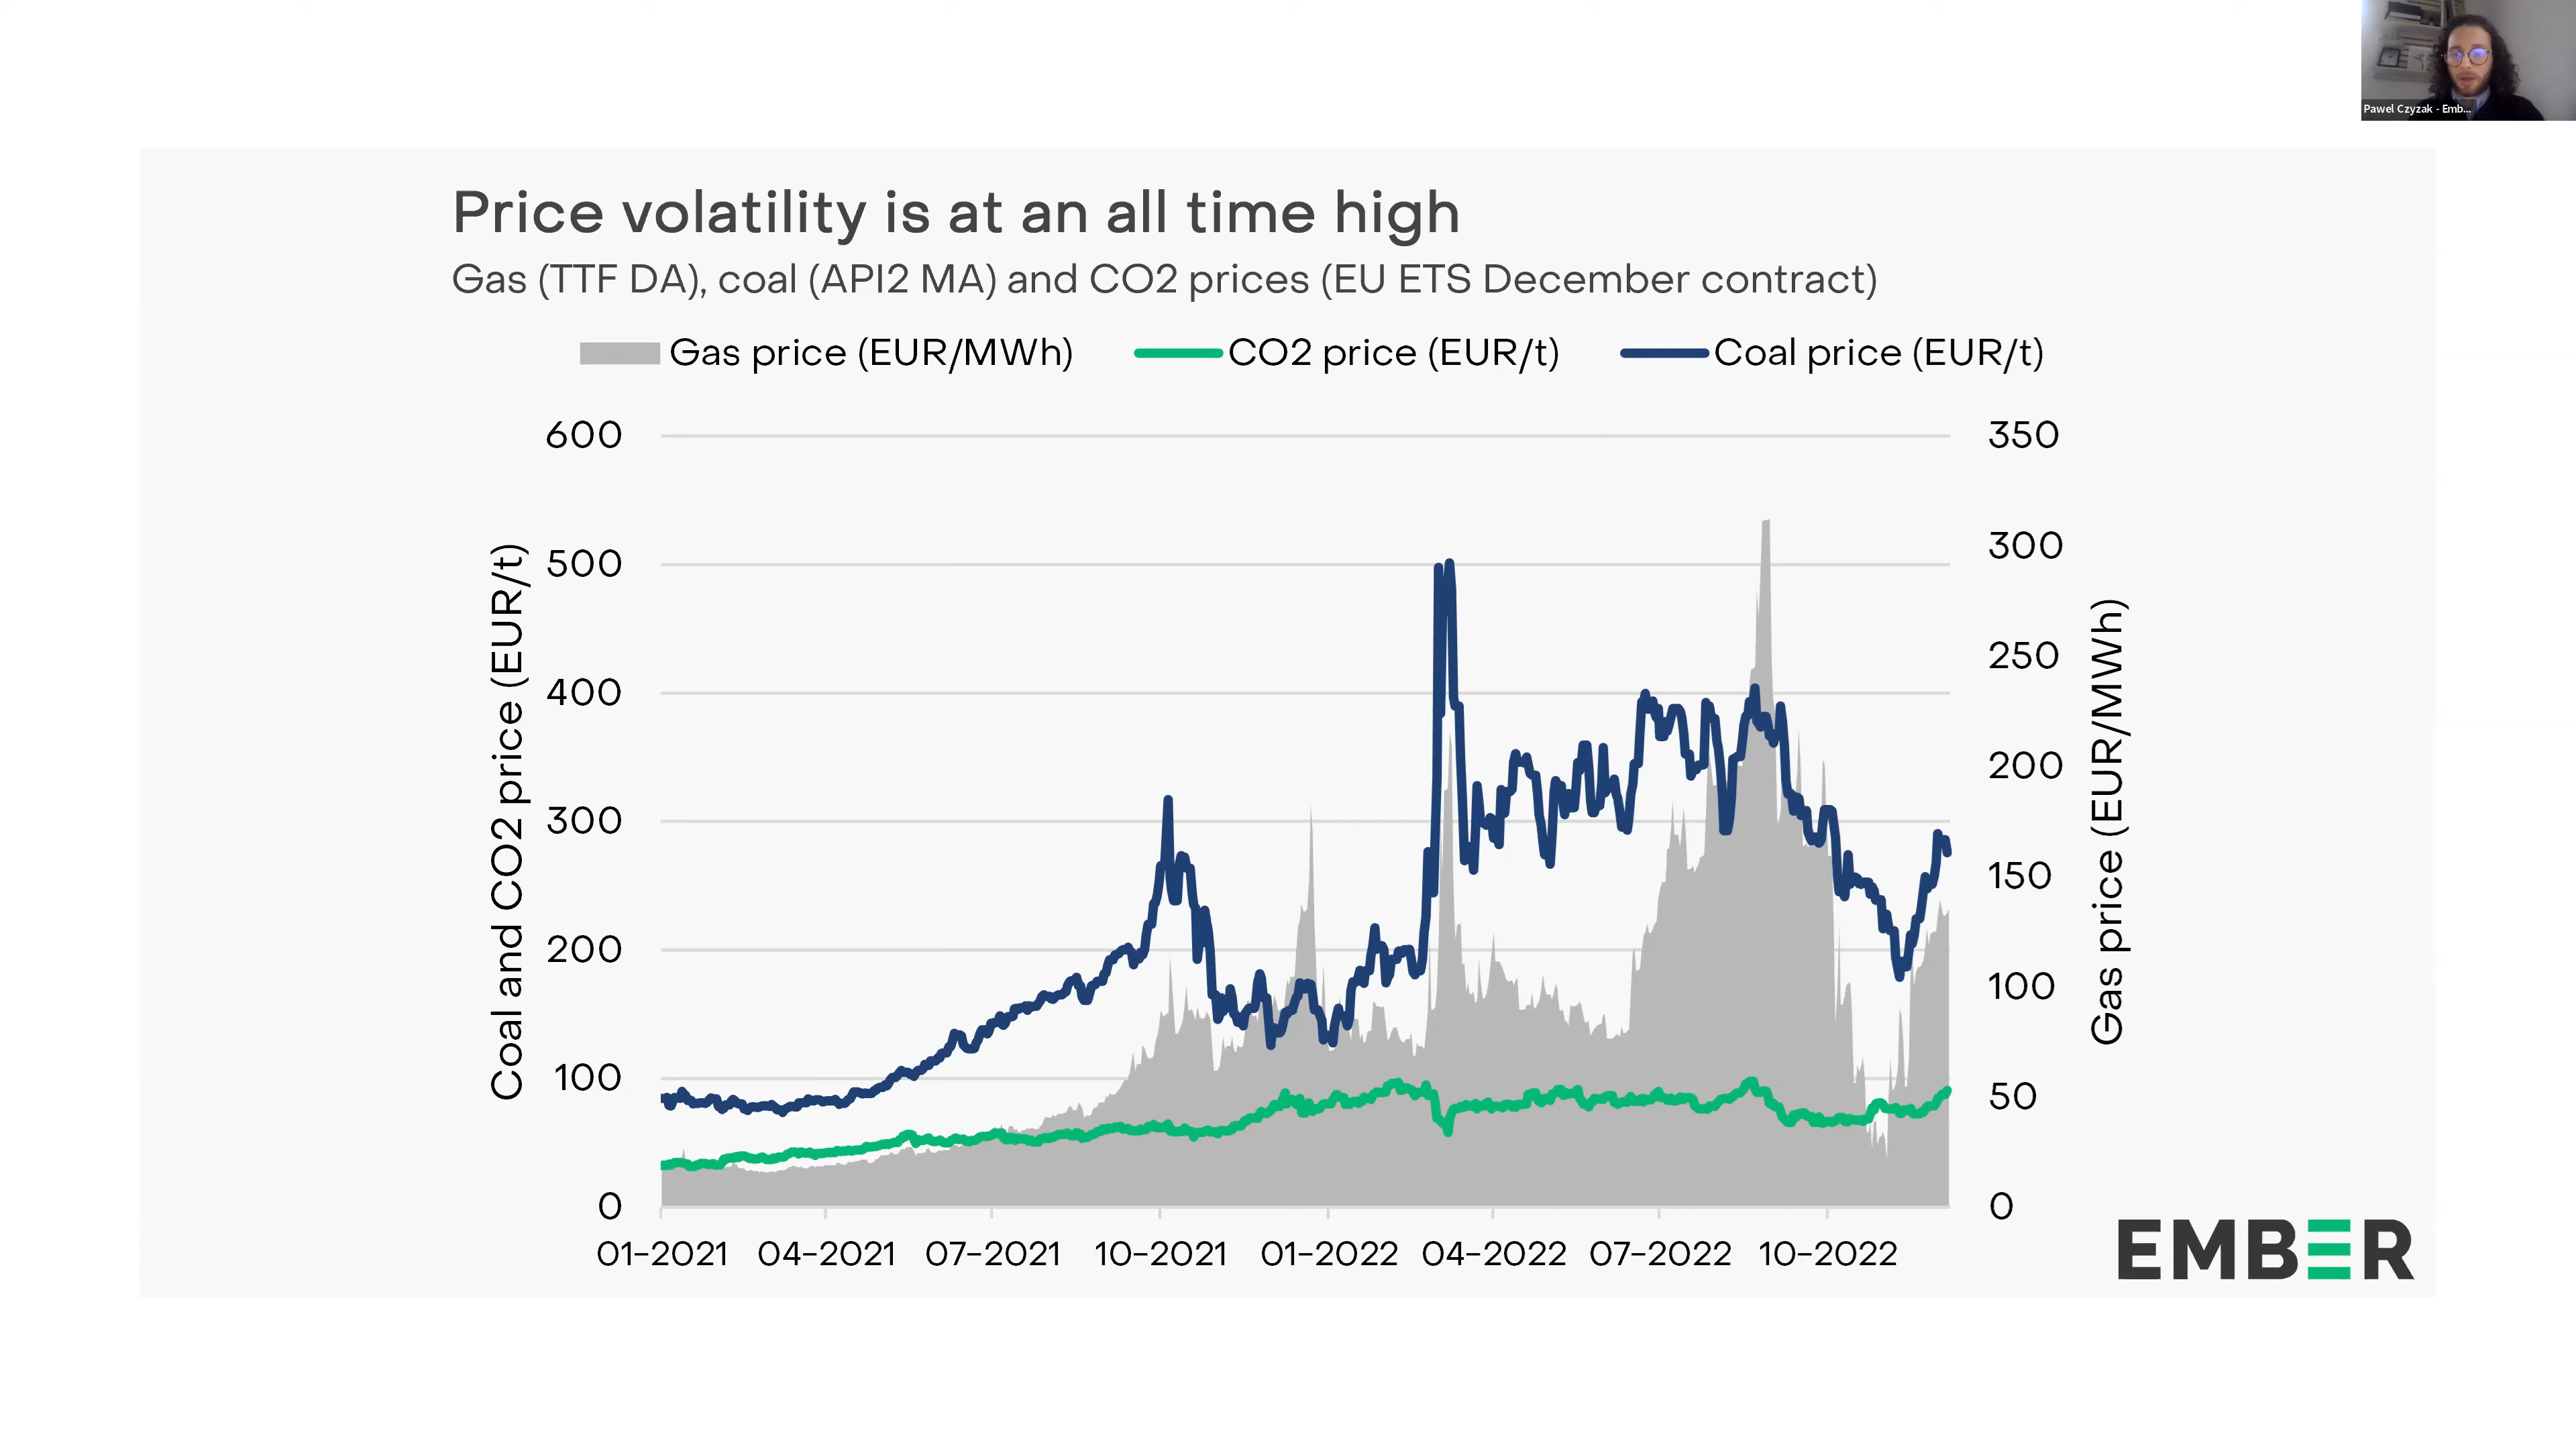 Pawel Czyzak - Emb...
Price volatility is at an all time high
Gas (TTF DA), coal (API2 MA) and CO2 prices (EU ETS December contract)
Gas price (EUR/MWh) CO2 price (EUR/t) Coal price (EUR/t)
Coal and CO2 price (EUR/t)
600
500
400
300
200
100
0
350
300
250
200
150
100
50
0
Gas price (EUR/MWh)
01-2021 04-2021 07-2021 10-2021 01-2022 04-2022 07-2022 10-2022
EMBER